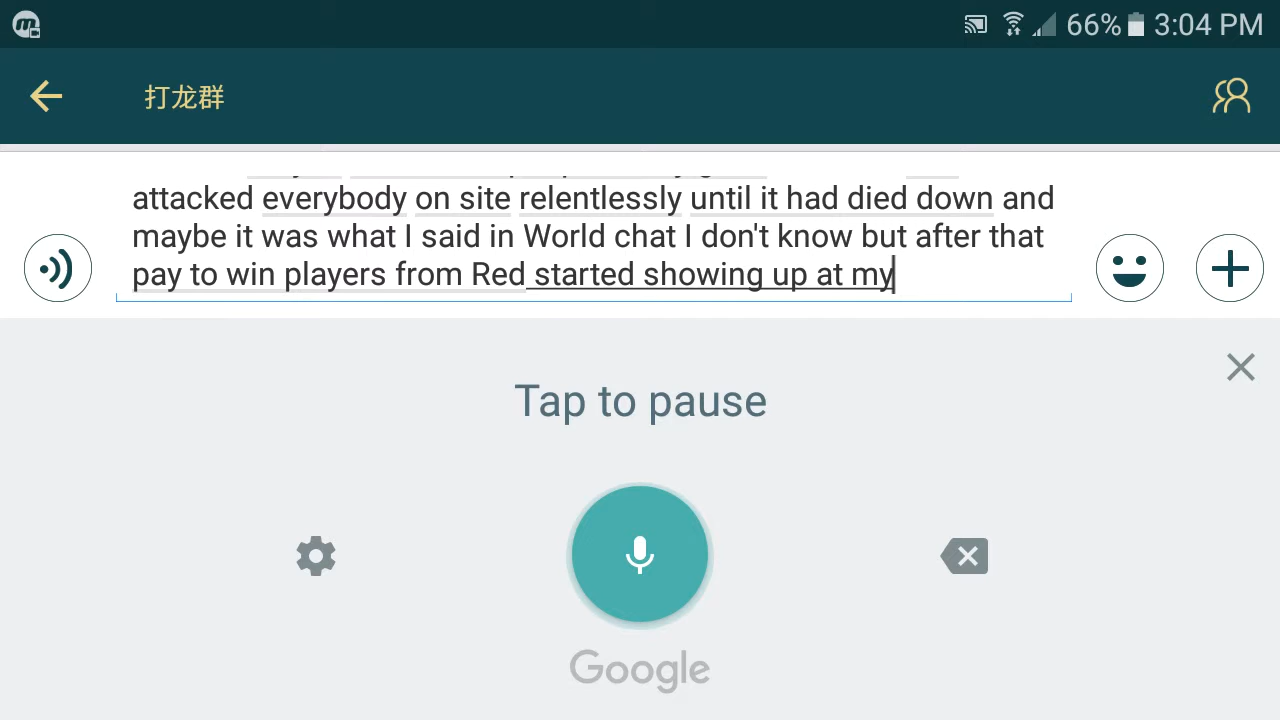 66% 3:04 PM
打龙群
attacked everybody on site relentlessly until it had died down and
maybe it was what I said in World chat I don't know but after that
pay to win players from Red started showing up at my
Tap to pause
Google